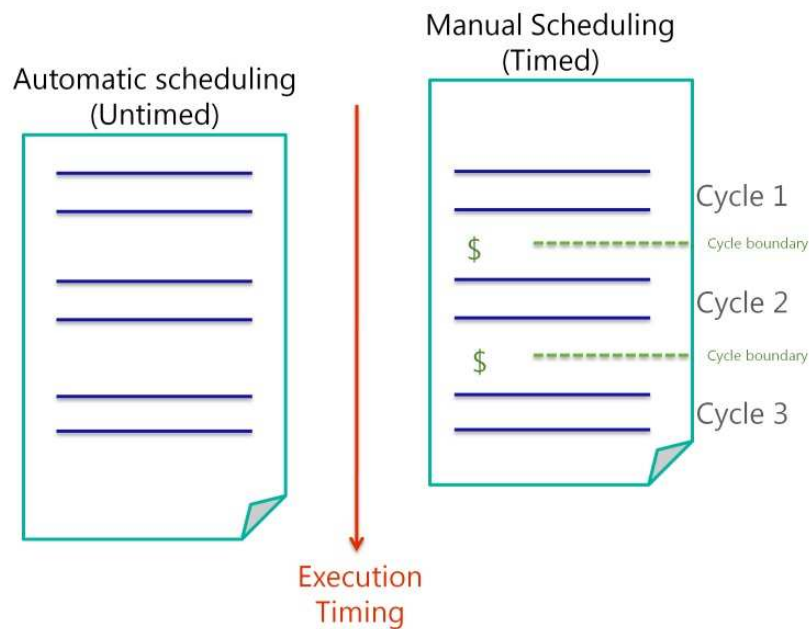 Automatic scheduling
(Untimed)
Manual Scheduling
(Timed)
Cycle 1
$
Cycle boundary
Cycle 2
$
Cycle boundary
Cycle 3
Execution
Timing